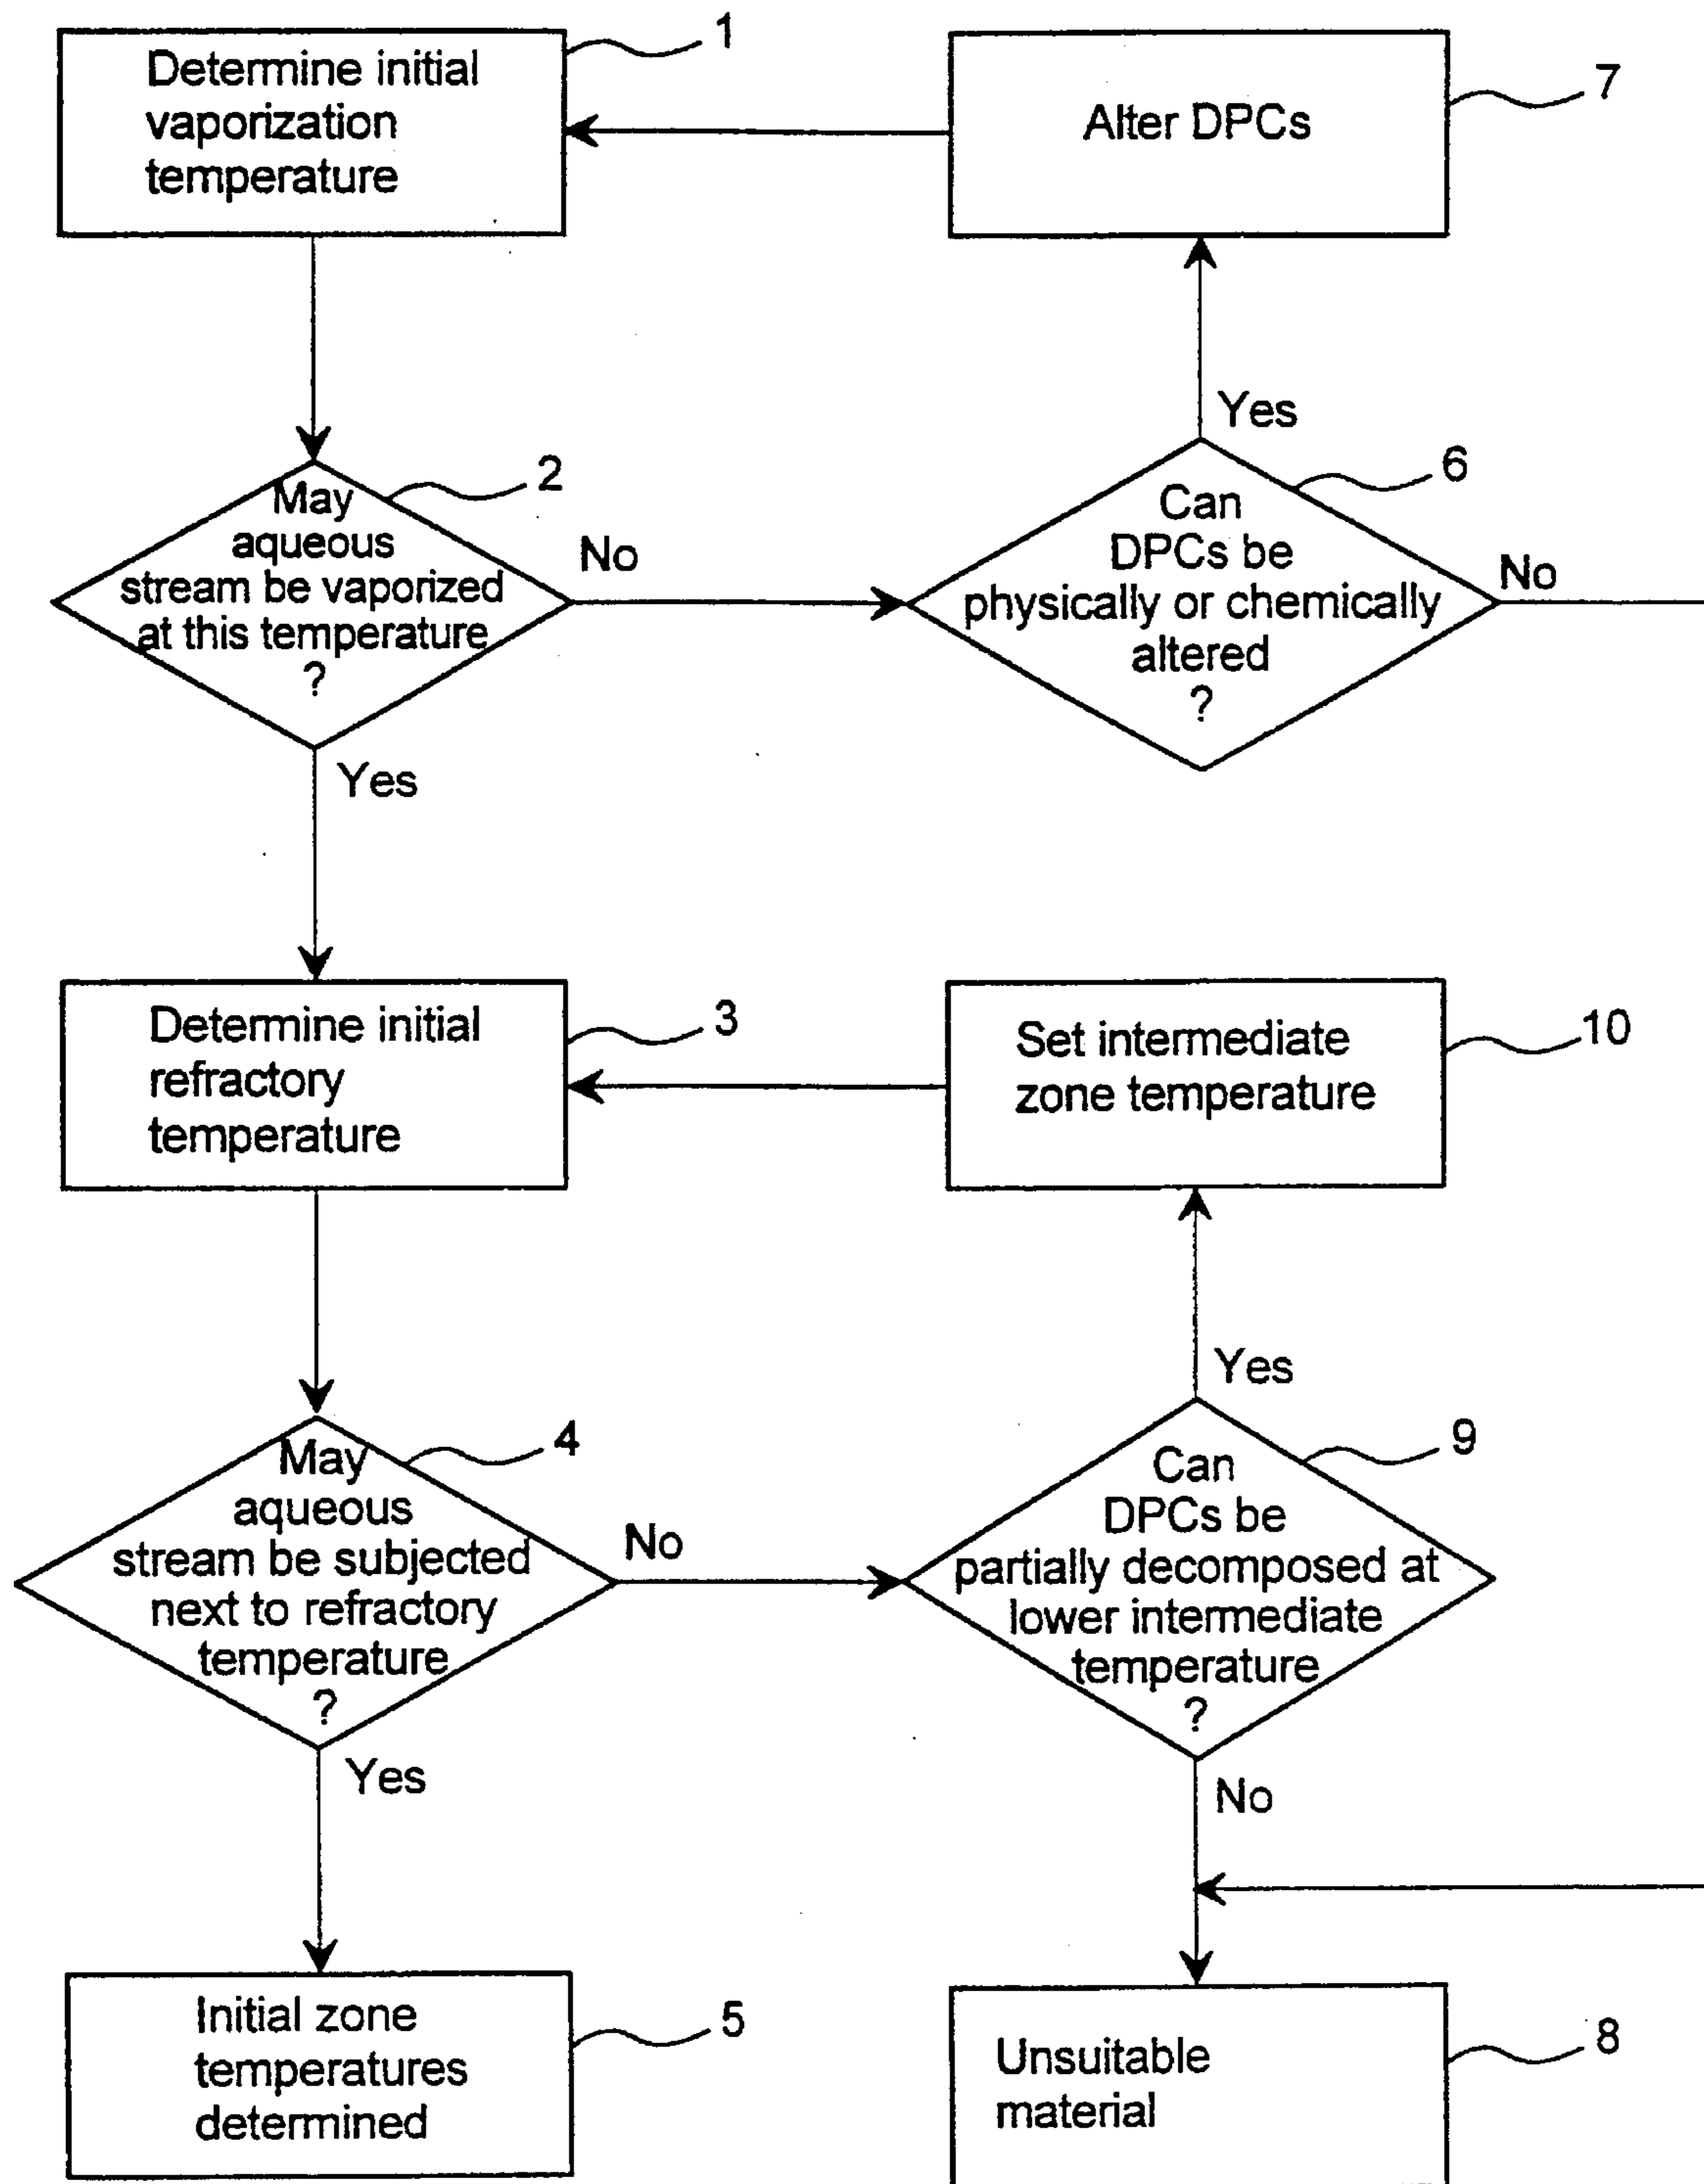 Determine initial
vaporization
temperature
1
Alter DPCs
7
May
aqueous
stream be vaporized
at this temperature
?
2
No
Yes
Can
DPCs be
physically or chemically
altered
?
6
Yes
No
Determine initial
refractory
temperature
3
Set intermediate
zone temperature
10
May
aqueous
stream be subjected
next to refractory
temperature
?
4
No
Yes
Can
DPCs be
partially decomposed at
lower intermediate
temperature
?
9
Yes
No
Initial zone
temperatures
determined
5
Unsuitable
material
8